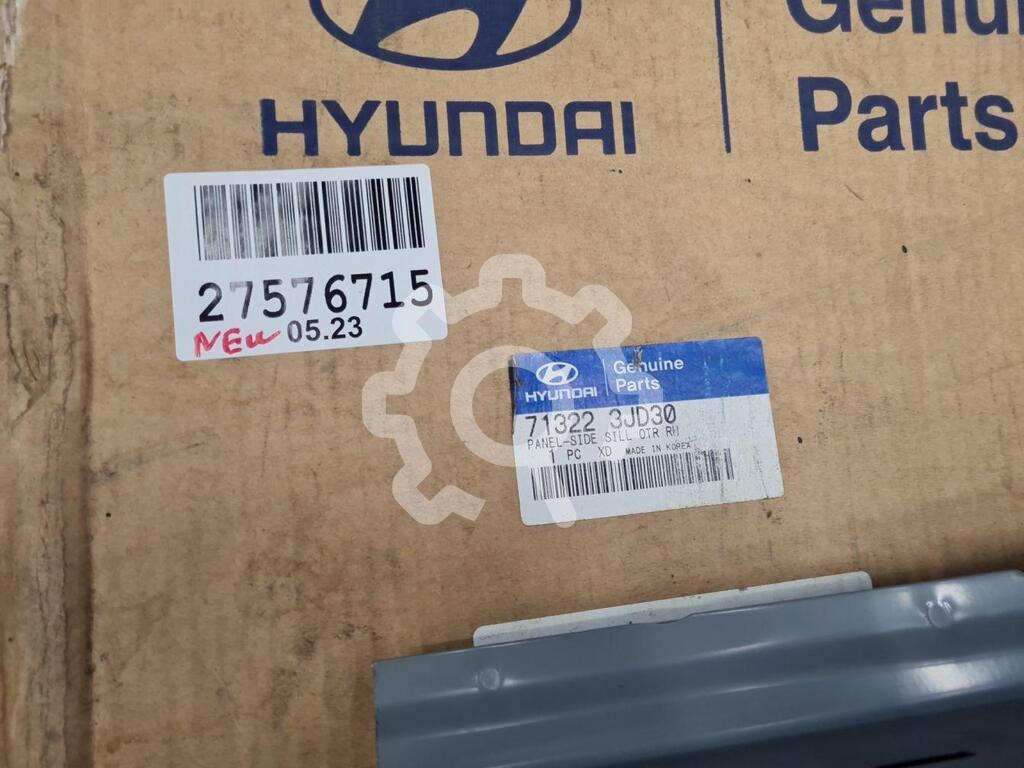 Genuine
Parts
HYUNDAI
27576715
NEW 05.23
HYUNDAI
Genuine
Parts
71322 3JD30
PANEL-SIDE SILL OTR RH
1 PC XD MADE IN KOREA